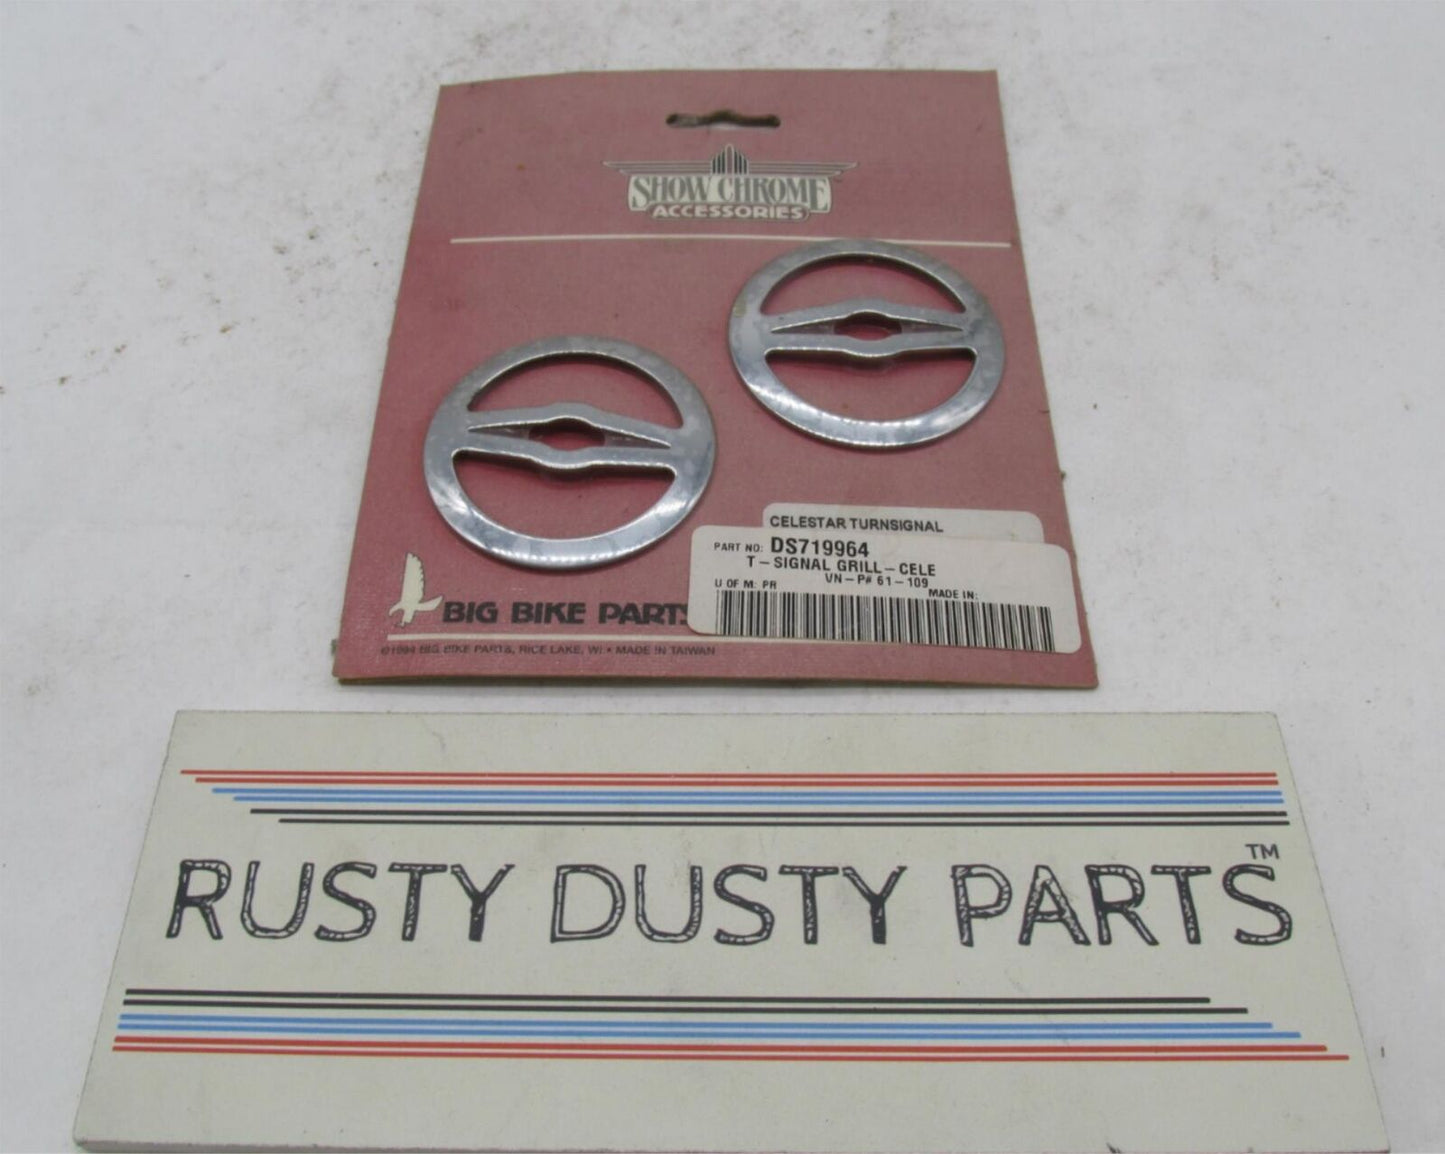 SHOW CHROME
ACCESSORIES
CELESTAR TURNSIGNAL
PART NO: DS719964
T-SIGNAL GRILL-CELE
VN-P# 61-109
U OF M: PR
MADE IN:
BIG BIKE PARTS
©1994 BIG BIKE PARTS, RICE LAKE, WI • MADE IN TAIWAN
RUSTY DUSTY PARTS™